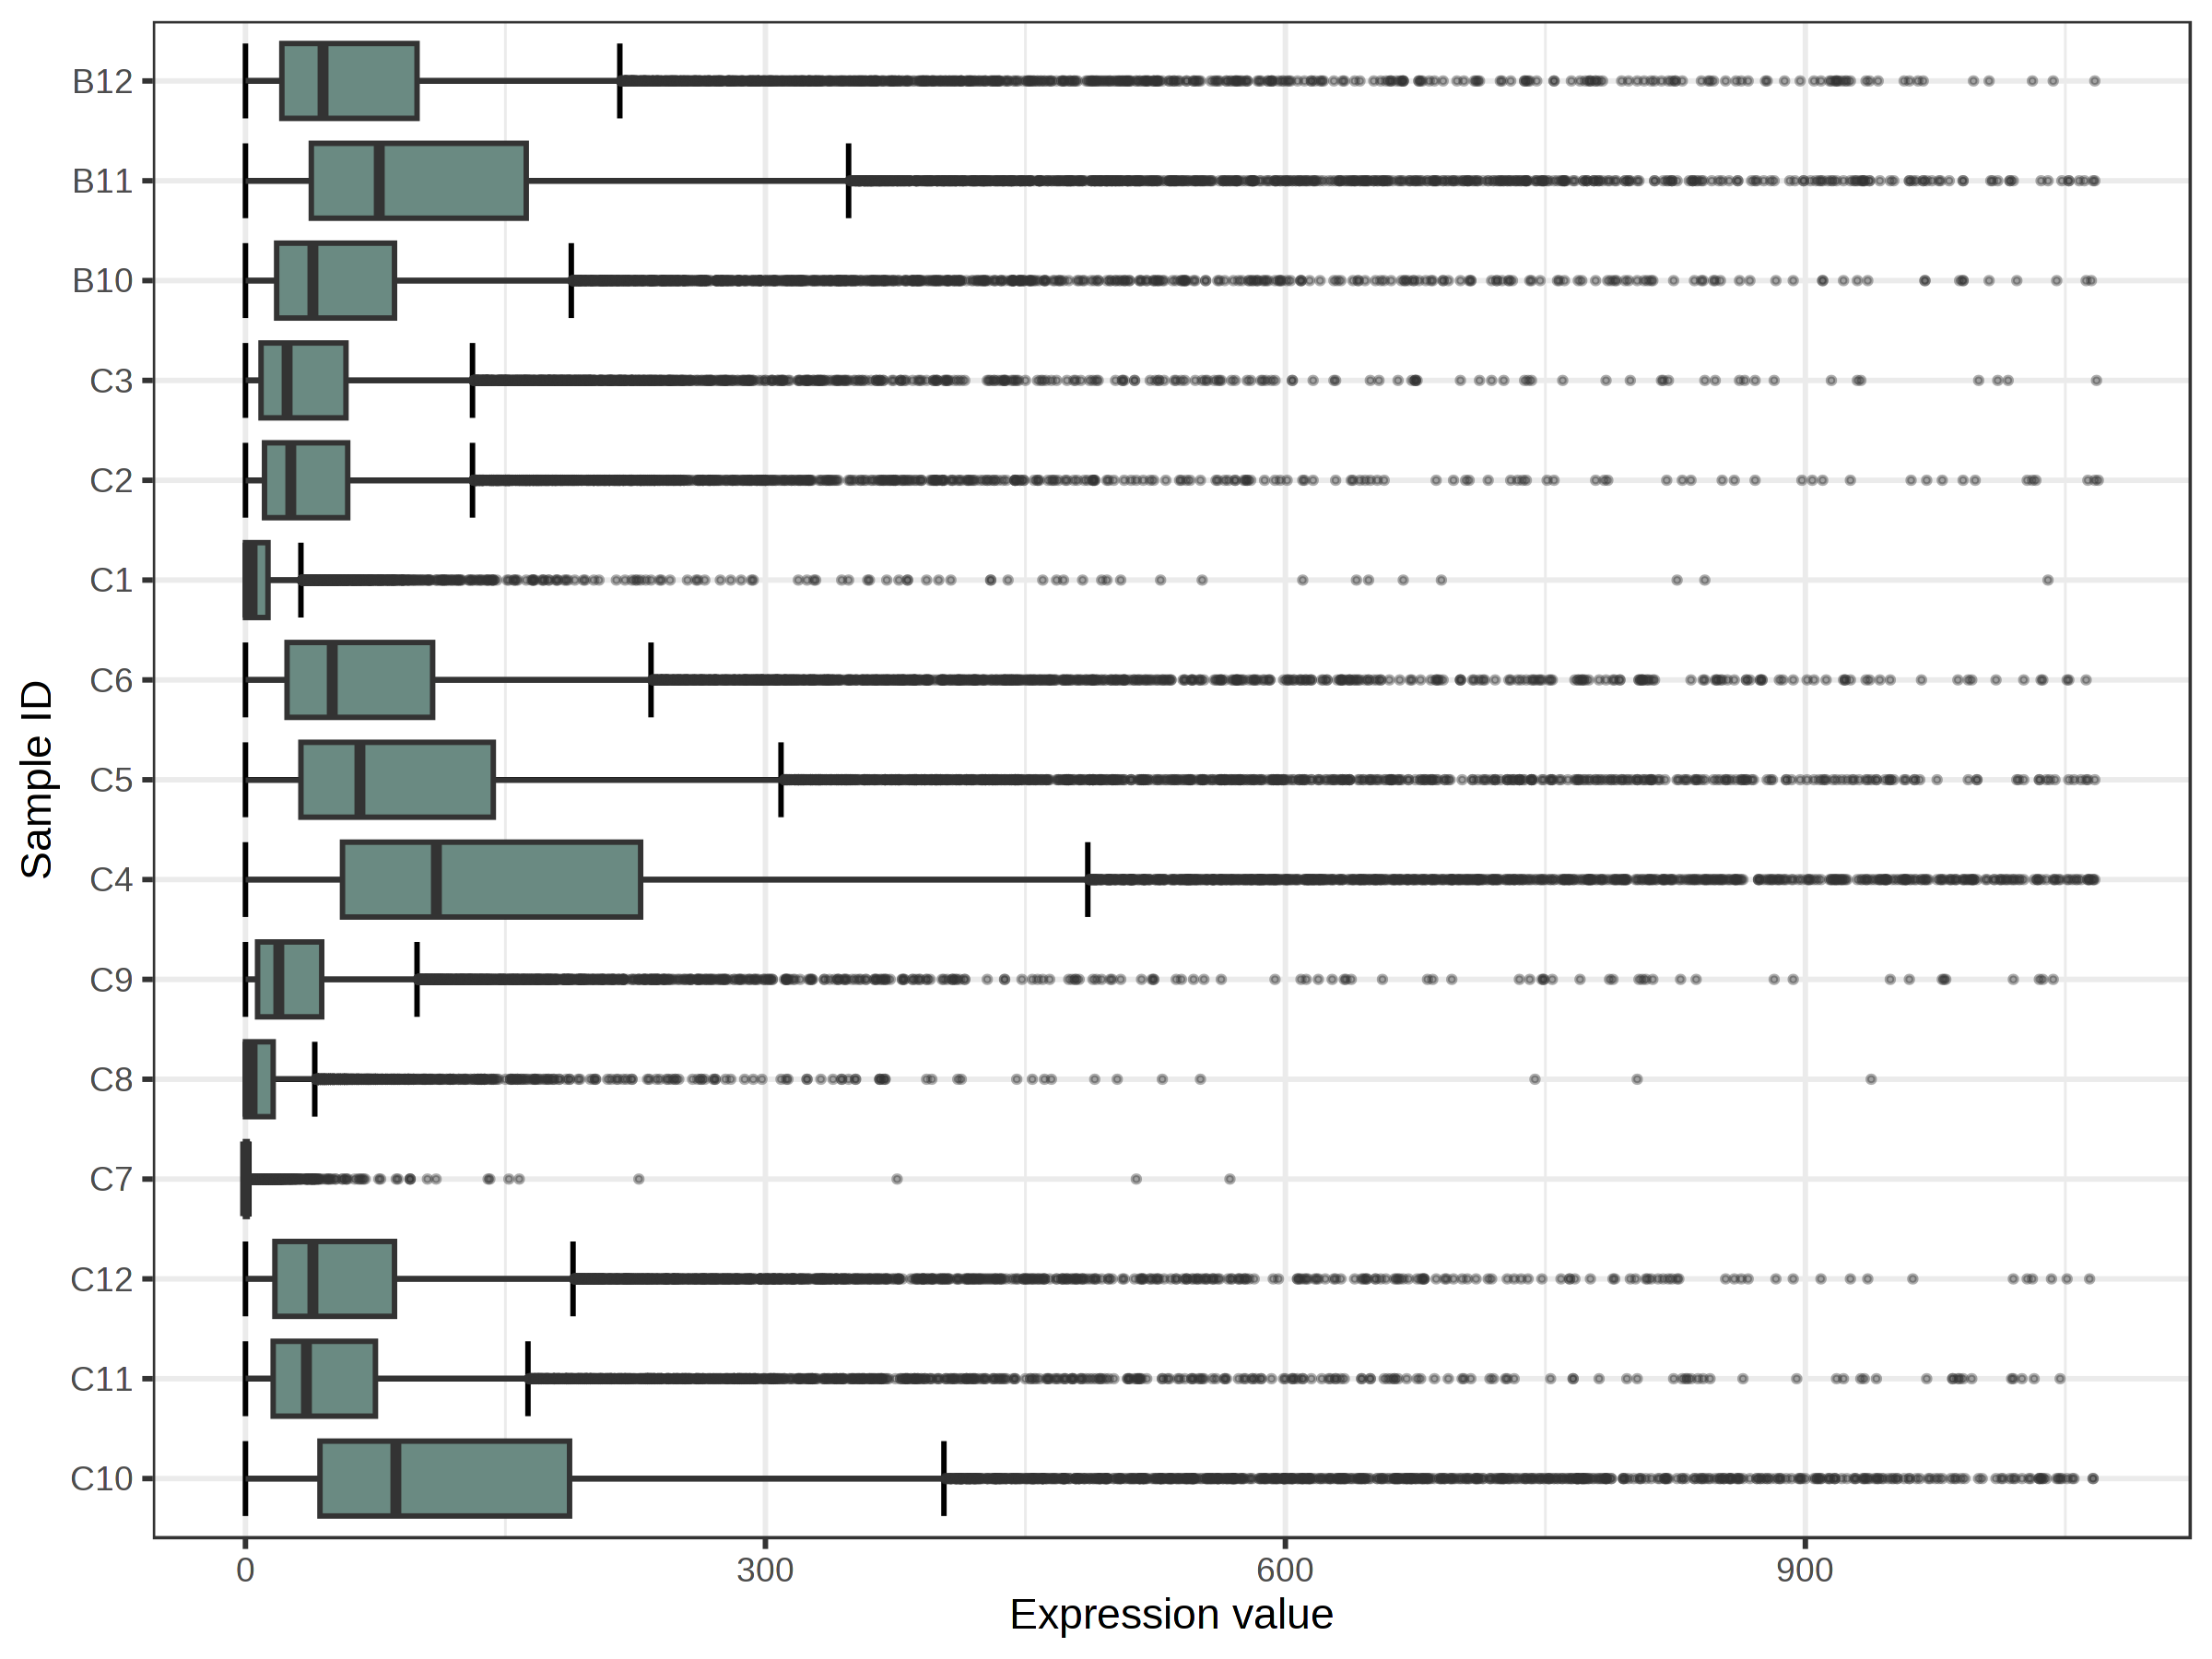 Sample ID
B12
B11
B10
C3
C2
C1
C6
C5
C4
C9
C8
C7
C12
C11
C10
0 300 600 900
Expression value